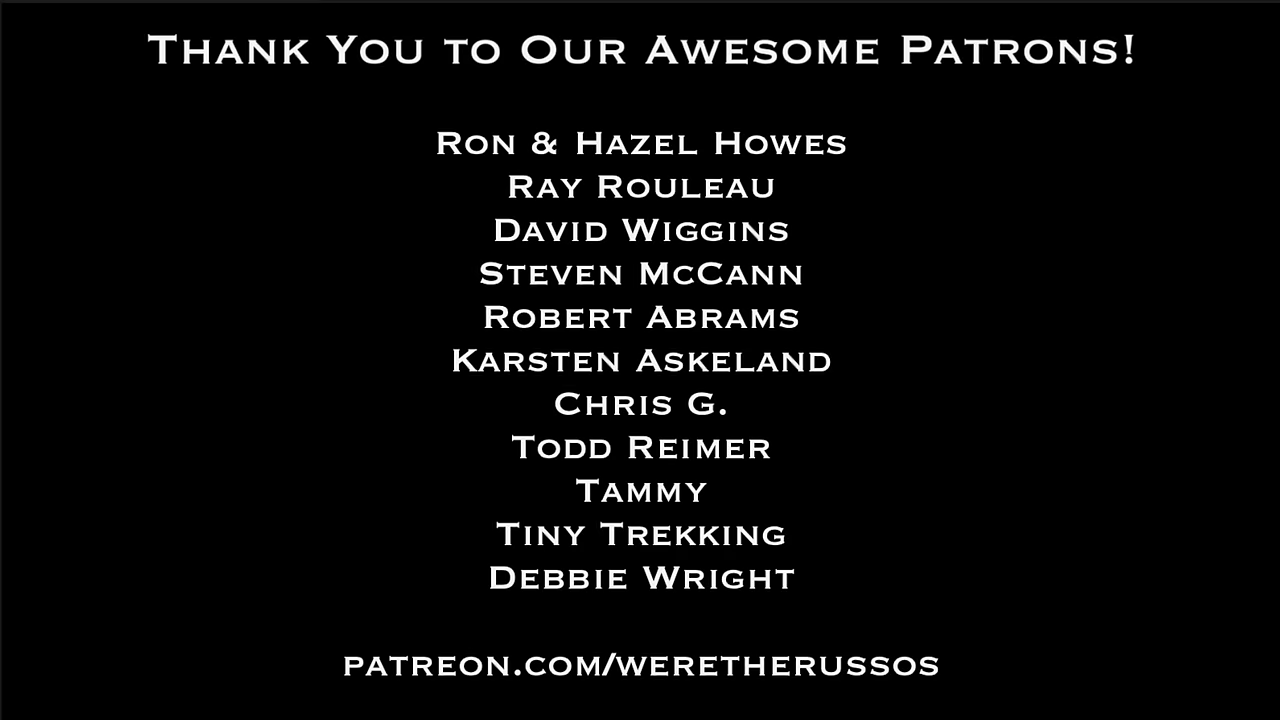 Thank You to Our Awesome Patrons!
Ron & Hazel Howes
Ray Rouleau
David Wiggins
Steven McCann
Robert Abrams
Karsten Askeland
Chris G.
Todd Reimer
Tammy
Tiny Trekking
Debbie Wright
patreon.com/weretherussos